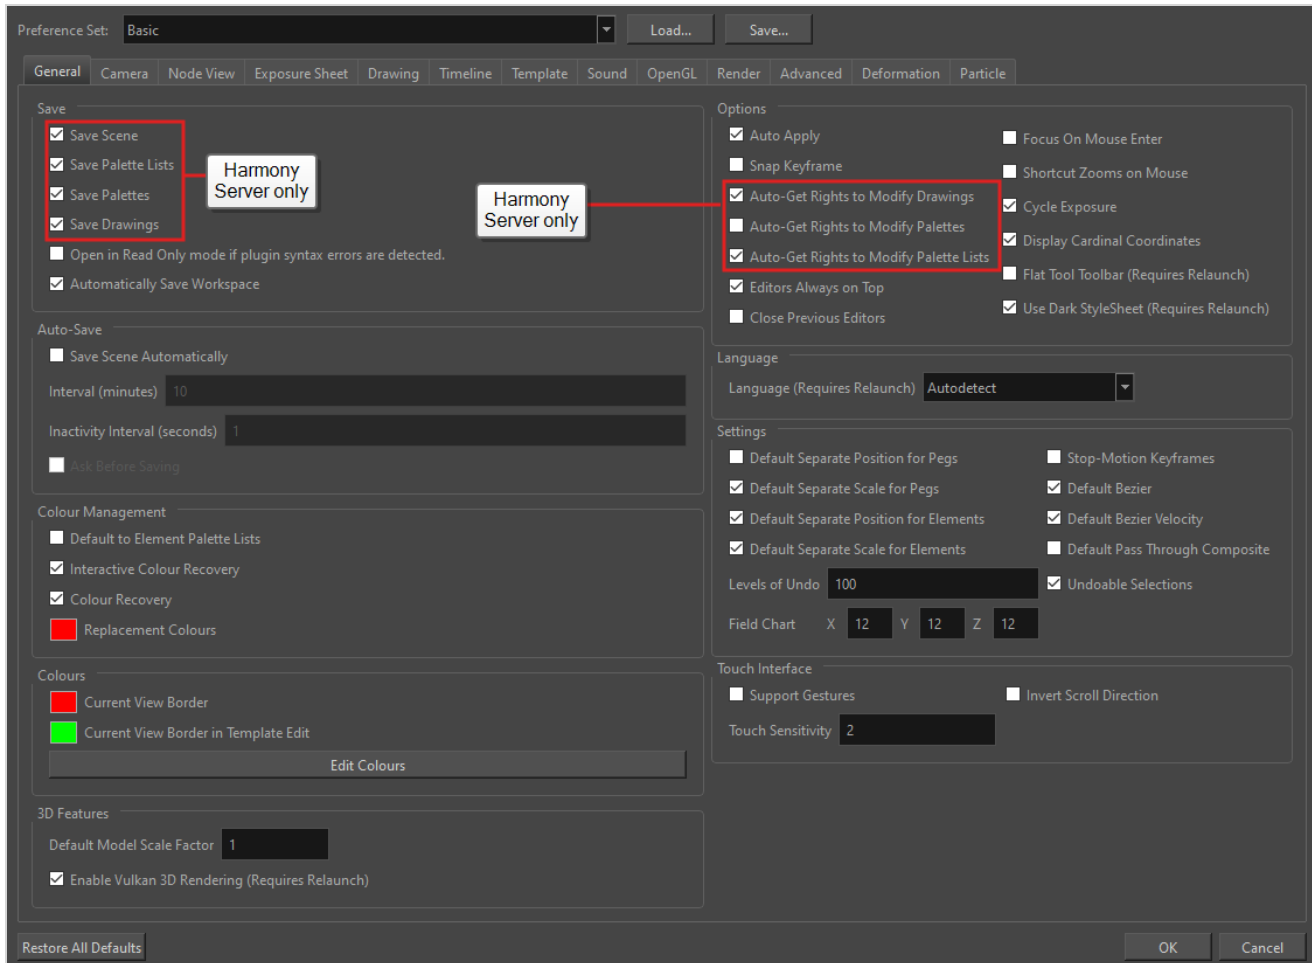 Preference Set: Basic Load... Save...
General Camera Node View Exposure Sheet Drawing Timeline Template Sound OpenGL Render Advanced Deformation Particle
Save
Save Scene
Save Palette Lists
Save Palettes
Save Drawings
Harmony
Server only
Open in Read Only mode if plugin syntax errors are detected.
Automatically Save Workspace
Auto-Save
Save Scene Automatically
Interval (minutes) 10
Inactivity Interval (seconds) 1
Ask Before Saving
Colour Management
Default to Element Palette Lists
Interactive Colour Recovery
Colour Recovery
Replacement Colours
Colours
Current View Border
Current View Border in Template Edit
Edit Colours
3D Features
Default Model Scale Factor 1
Enable Vulkan 3D Rendering (Requires Relaunch)
Options
Auto Apply
Snap Keyframe
Harmony
Server only
Auto-Get Rights to Modify Drawings
Auto-Get Rights to Modify Palettes
Auto-Get Rights to Modify Palette Lists
Editors Always on Top
Close Previous Editors
Focus On Mouse Enter
Shortcut Zooms on Mouse
Cycle Exposure
Display Cardinal Coordinates
Flat Tool Toolbar (Requires Relaunch)
Use Dark StyleSheet (Requires Relaunch)
Language
Language (Requires Relaunch) Autodetect
Settings
Default Separate Position for Pegs
Default Separate Scale for Pegs
Default Separate Position for Elements
Default Separate Scale for Elements
Stop-Motion Keyframes
Default Bezier
Default Bezier Velocity
Default Pass Through Composite
Levels of Undo 100 Undoable Selections
Field Chart X 12 Y 12 Z 12
Touch Interface
Support Gestures Invert Scroll Direction
Touch Sensitivity 2
Restore All Defaults OK Cancel